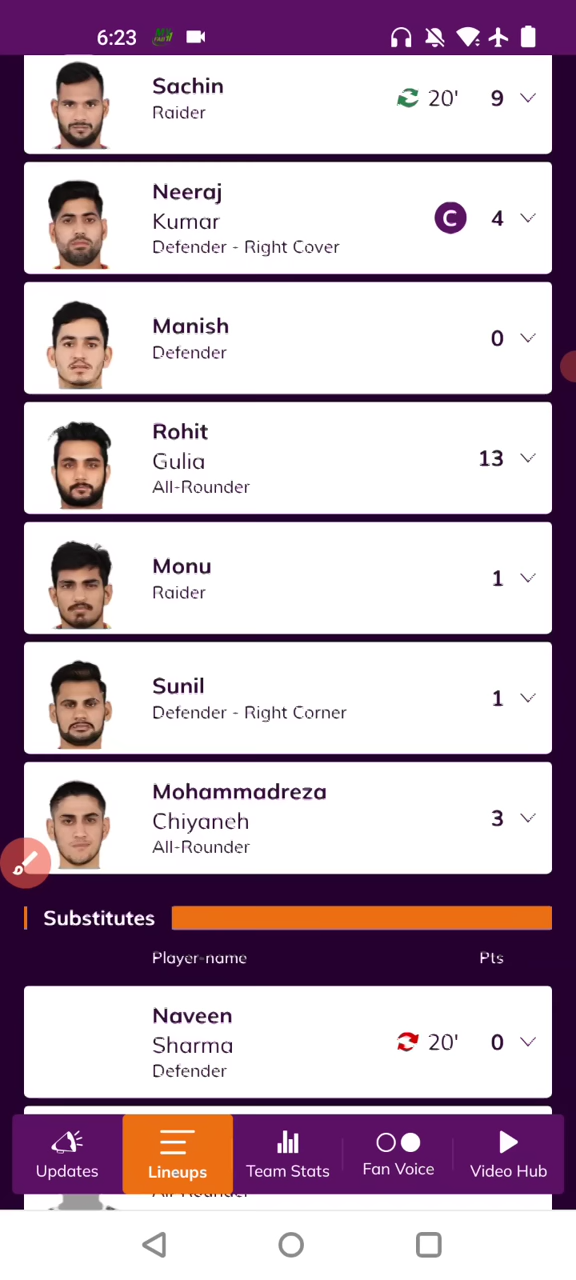 6:23
Sachin
Raider
20'
9
Neeraj
Kumar
Defender - Right Cover
C
4
Manish
Defender
0
Rohit
Gulia
All-Rounder
13
Monu
Raider
1
Sunil
Defender - Right Corner
1
Mohammadreza
Chiyaneh
All-Rounder
3
Substitutes
Player-name Pts
Naveen
Sharma
Defender
20'
0
Updates
Lineups
Team Stats
Fan Voice
Video Hub
All-Rounder